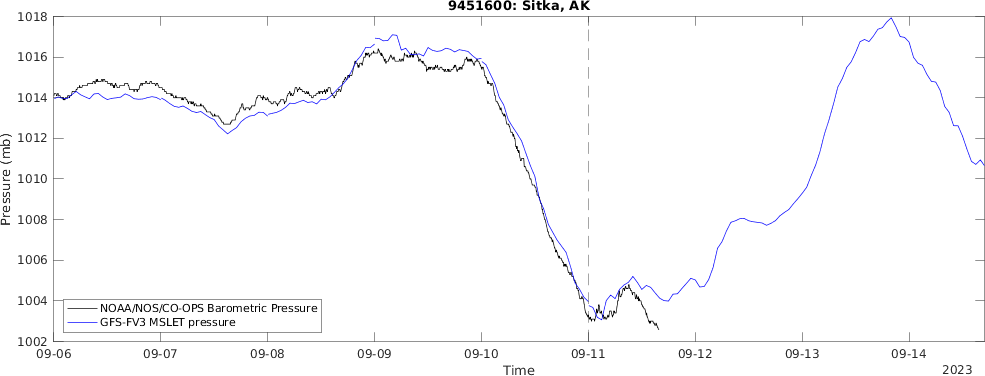 9451600: Sitka, AK
Pressure (mb)
1018
1016
1014
1012
1010
1008
1006
1004
1002
NOAA/NOS/CO-OPS Barometric Pressure
GFS-FV3 MSLET pressure
09-06 09-07 09-08 09-09 09-10 09-11 09-12 09-13 09-14
Time
2023